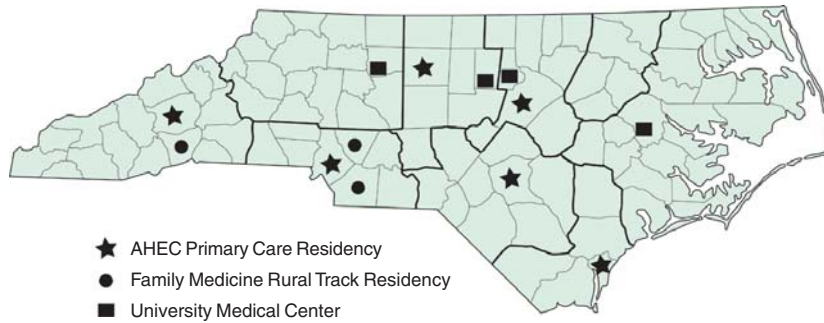 AHEC Primary Care Residency
Family Medicine Rural Track Residency
University Medical Center